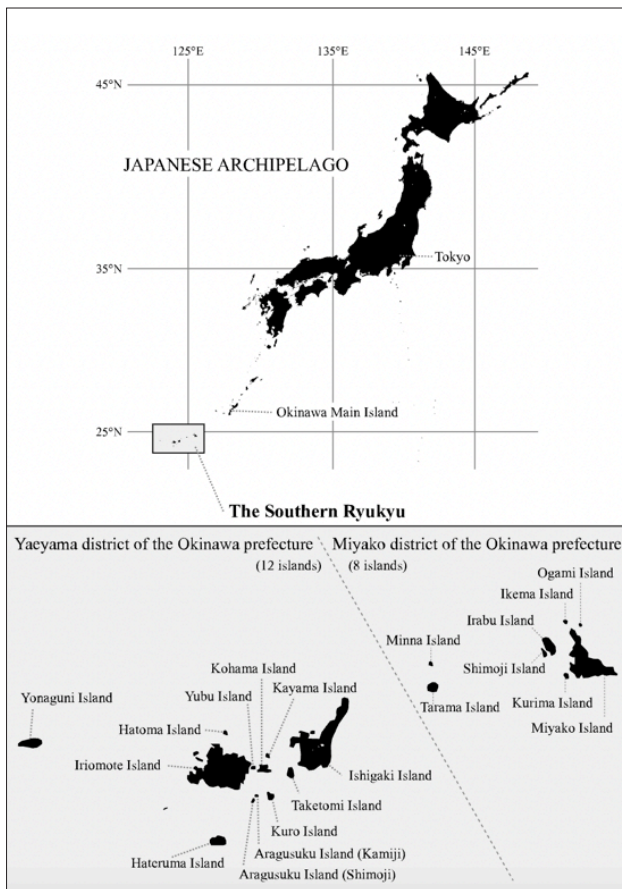 125°E
135°E
145°E
45°N
JAPANESE ARCHIPELAGO
Tokyo
35°N
Okinawa Main Island
25°N
The Southern Ryukyu
Yaeyama district of the Okinawa prefecture
(12 islands)
Miyako district of the Okinawa prefecture
(8 islands)
Ogami Island
Ikema Island
Irabu Island
Minna Island
Shimoji Island
Kohama Island
Yubu Island
Kayama Island
Tarama Island
Kurima Island
Miyako Island
Yonaguni Island
Hatoma Island
Iriomote Island
Ishigaki Island
Taketomi Island
Kuro Island
Hateruma Island
Aragusuku Island (Kamiji)
Aragusuku Island (Shimoji)